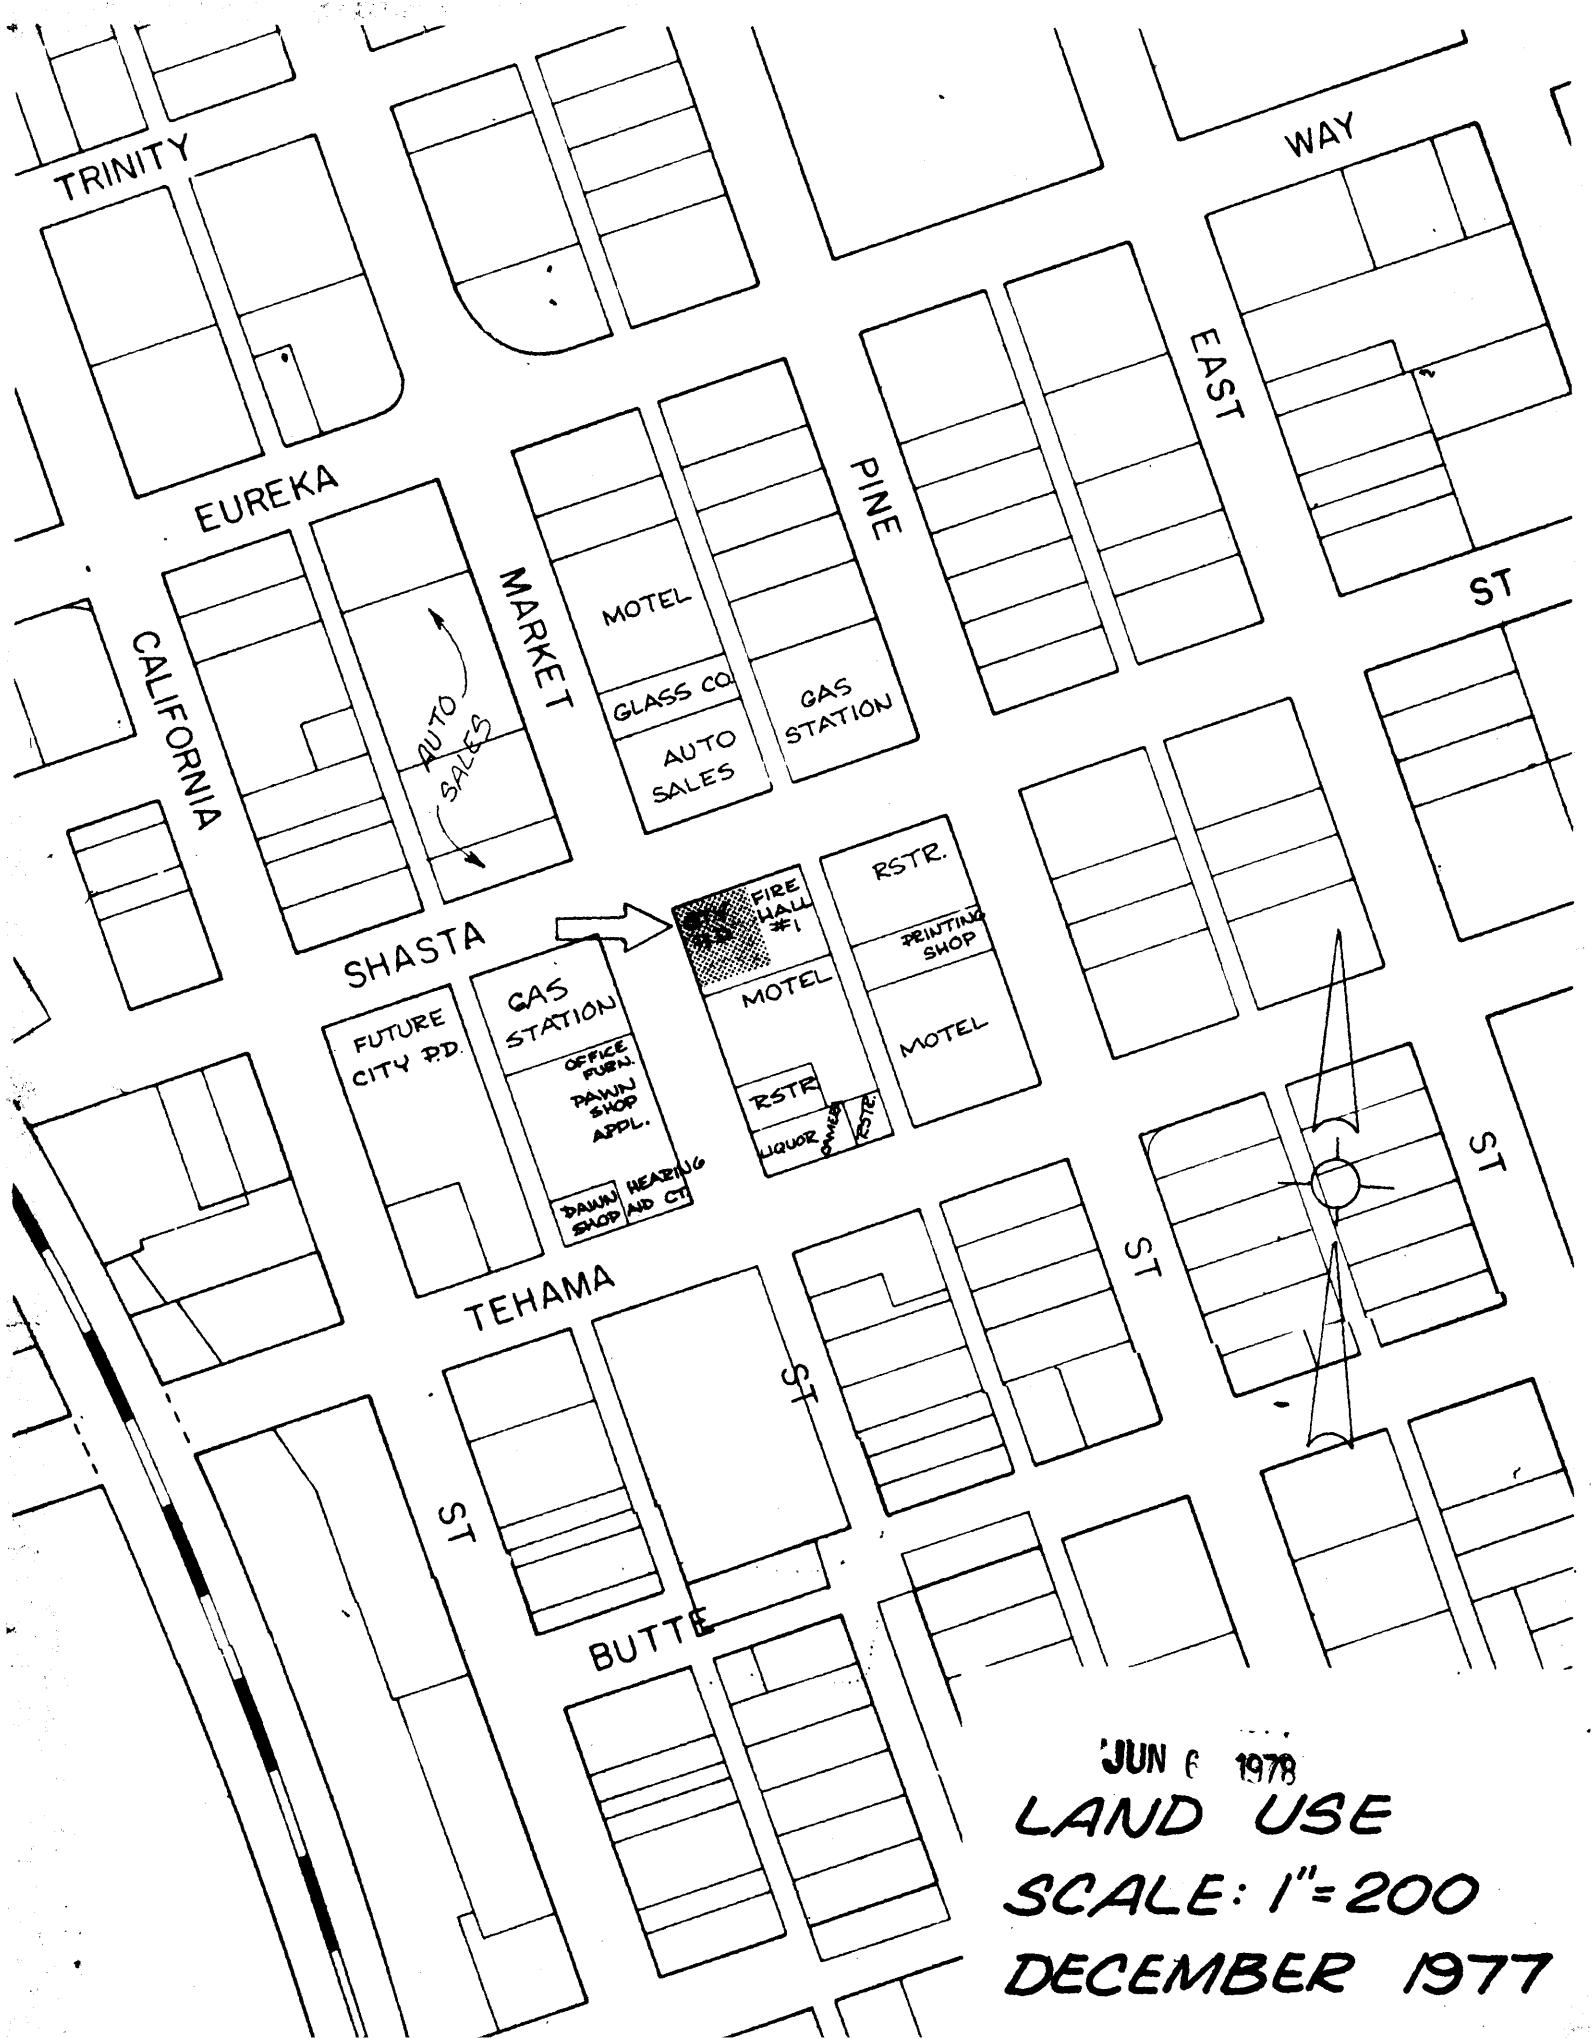 TRINITY
WAY
EAST
EUREKA
PINE
MARKET
MOTEL
ST
CALIFORNIA
GLASS CO.
GAS
STATION
AUTO
SALES
AUTO
SALES
RSTR.
FIRE
HALL
#1
PRINTING
SHOP
SHASTA
GAS
STATION
MOTEL
FUTURE
CITY P.D.
MOTEL
OFFICE
FURN.
PAWN
SHOP
APPL.
RSTR
LIQUOR
RSTR.
ST
PAWN
SHOP
HEARING
AID CT.
ST
TEHAMA
ST
ST
BUTTE
JUN 6 1978
LAND USE
SCALE: 1"=200
DECEMBER 1977